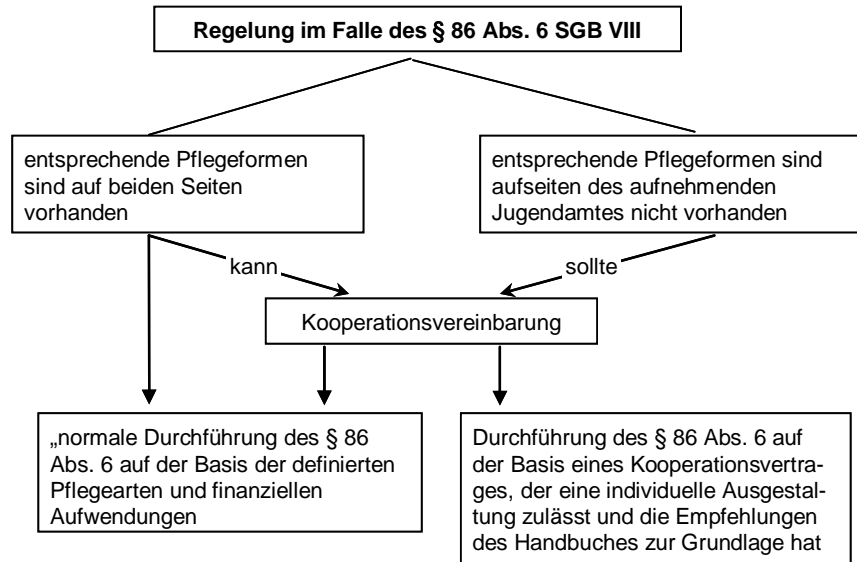 Regelung im Falle des § 86 Abs. 6 SGB VIII
entsprechende Pflegeformen
sind auf beiden Seiten
vorhanden
entsprechende Pflegeformen sind
aufseiten des aufnehmenden
Jugendamtes nicht vorhanden
kann
sollte
Kooperationsvereinbarung
„normale Durchführung des § 86
Abs. 6 auf der Basis der definierten
Pflegearten und finanziellen
Aufwendungen
Durchführung des § 86 Abs. 6 auf
der Basis eines Kooperationsvertra-
ges, der eine individuelle Ausgestal-
tung zulässt und die Empfehlungen
des Handbuches zur Grundlage hat